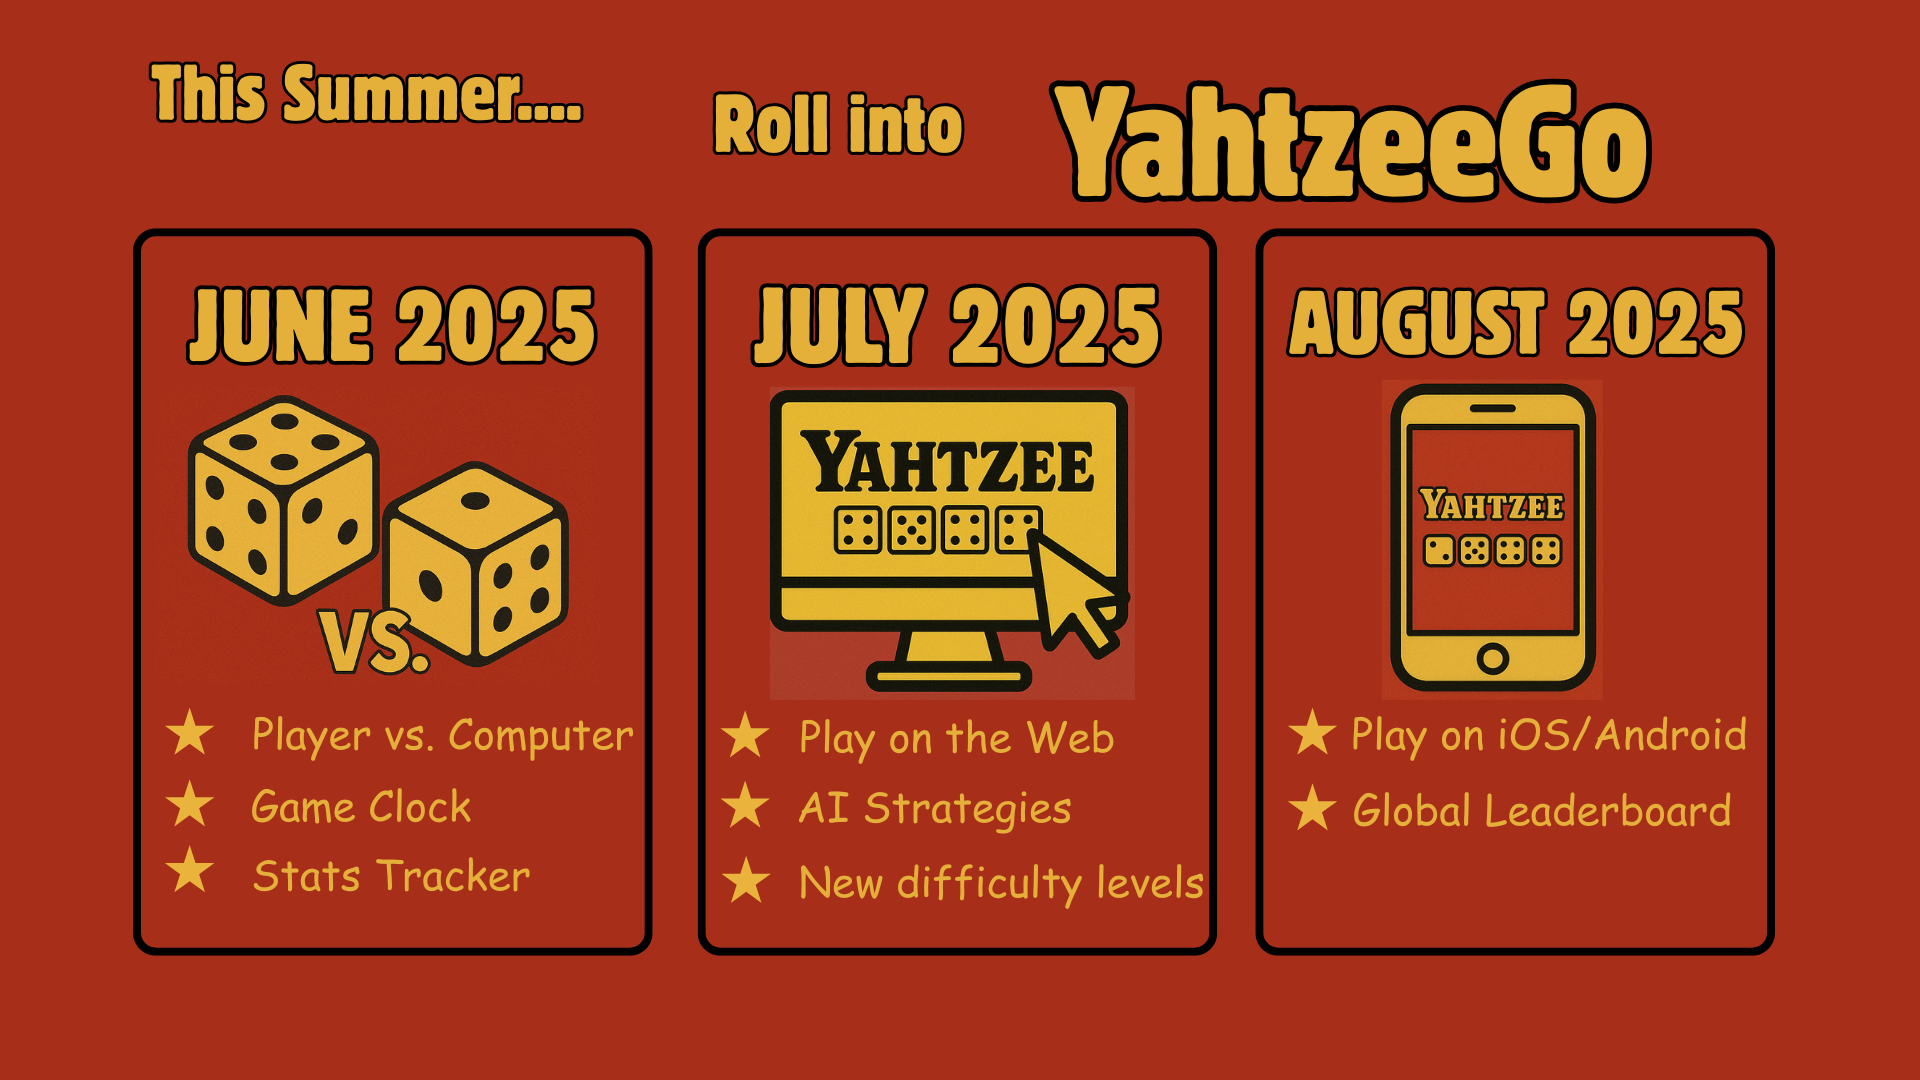 This Summer....
Roll into
YahtzeeGo
JUNE 2025
VS.
Player vs. Computer
Game Clock
Stats Tracker
JULY 2025
YAHTZEE
Play on the Web
AI Strategies
New difficulty levels
AUGUST 2025
YAHTZEE
Play on iOS/Android
Global Leaderboard